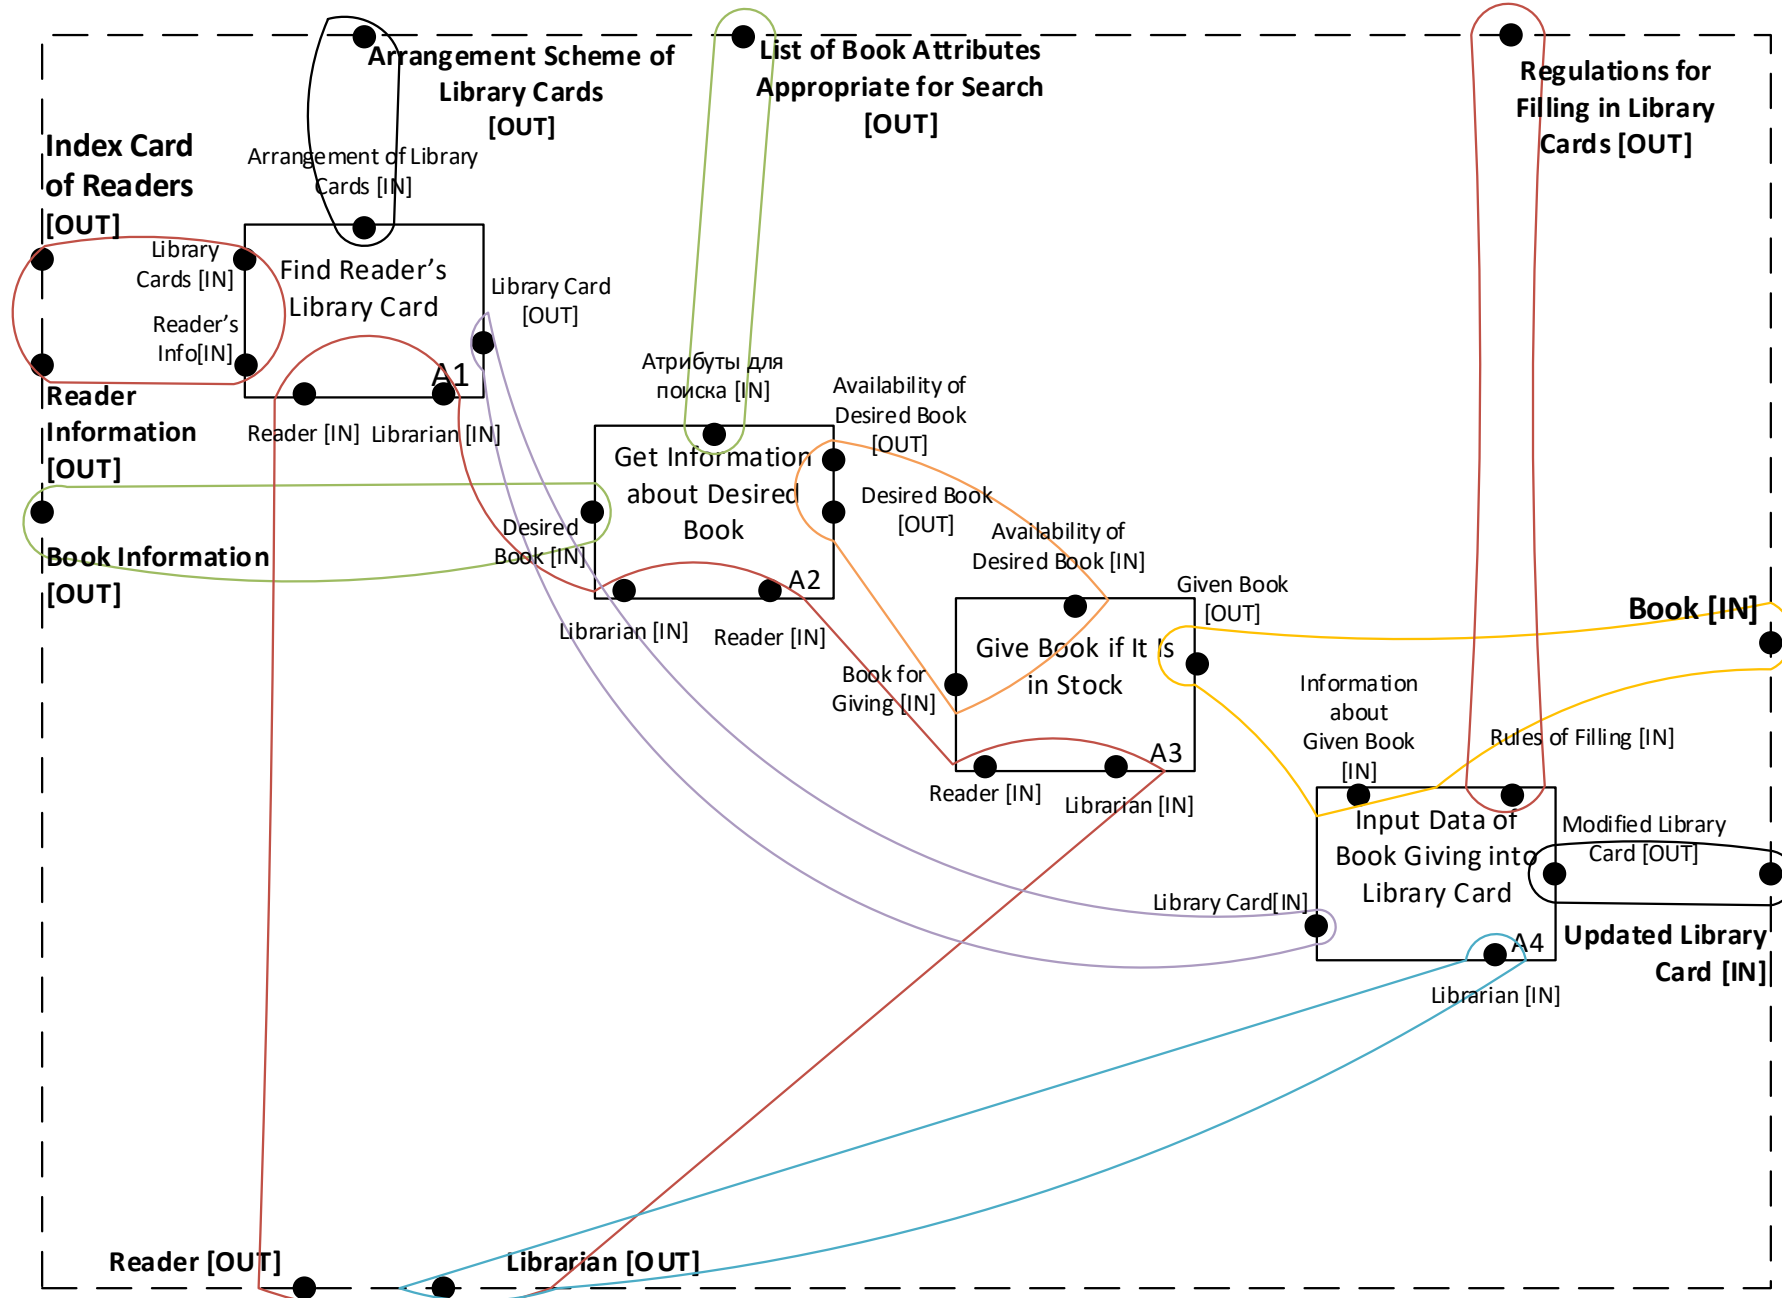 Arrangement Scheme of
Library Cards
[OUT]
List of Book Attributes
Appropriate for Search
[OUT]
Regulations for
Filling in Library
Cards [OUT]
Index Card
of Readers
[OUT]
Arrangement of Library
Cards [IN]
Library
Cards [IN]
Reader's
Info[IN]
Find Reader's
Library Card
A1
Library Card
[OUT]
Reader
Information
[OUT]
Reader [IN]
Librarian [IN]
Атрибуты для
поиска [IN]
Availability of
Desired Book
[OUT]
Get Information
about Desired
Book
A2
Desired Book
[OUT]
Desired
Book [IN]
Book Information
[OUT]
Librarian [IN]
Reader [IN]
Availability of
Desired Book [IN]
Given Book
[OUT]
Book [IN]
Give Book if It Is
in Stock
A3
Book for
Giving [IN]
Reader [IN]
Librarian [IN]
Information
about
Given Book
[IN]
Rules of Filling [IN]
Input Data of
Book Giving into
Library Card
A4
Modified Library
Card [OUT]
Library Card[IN]
Updated Library
Card [IN]
Librarian [IN]
Reader [OUT]
Librarian [OUT]